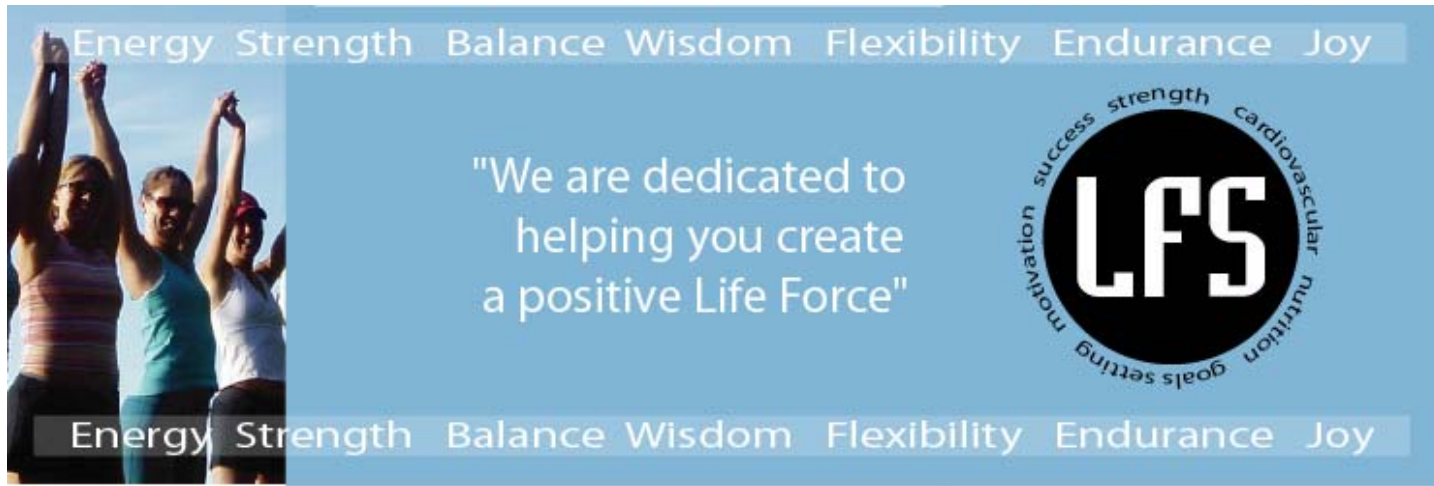 Energy Strength Balance Wisdom Flexibility Endurance Joy
"We are dedicated to
helping you create
a positive Life Force"
success strength cardiovascular nutrition goals setting motivation
LFS
Energy Strength Balance Wisdom Flexibility Endurance Joy